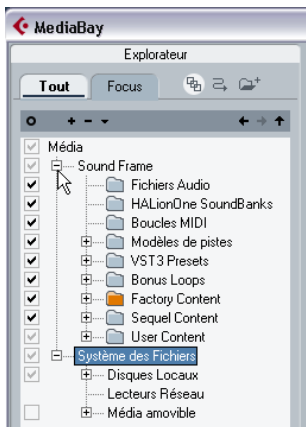 MediaBay
Explorateur
Tout Focus
Média
Sound Frame
Fichiers Audio
HALionOne SoundBanks
Boucles MIDI
Modèles de pistes
VST3 Presets
Bonus Loops
Factory Content
Sequel Content
User Content
Système des Fichiers
Disques Locaux
Lecteurs Réseau
Média amovible